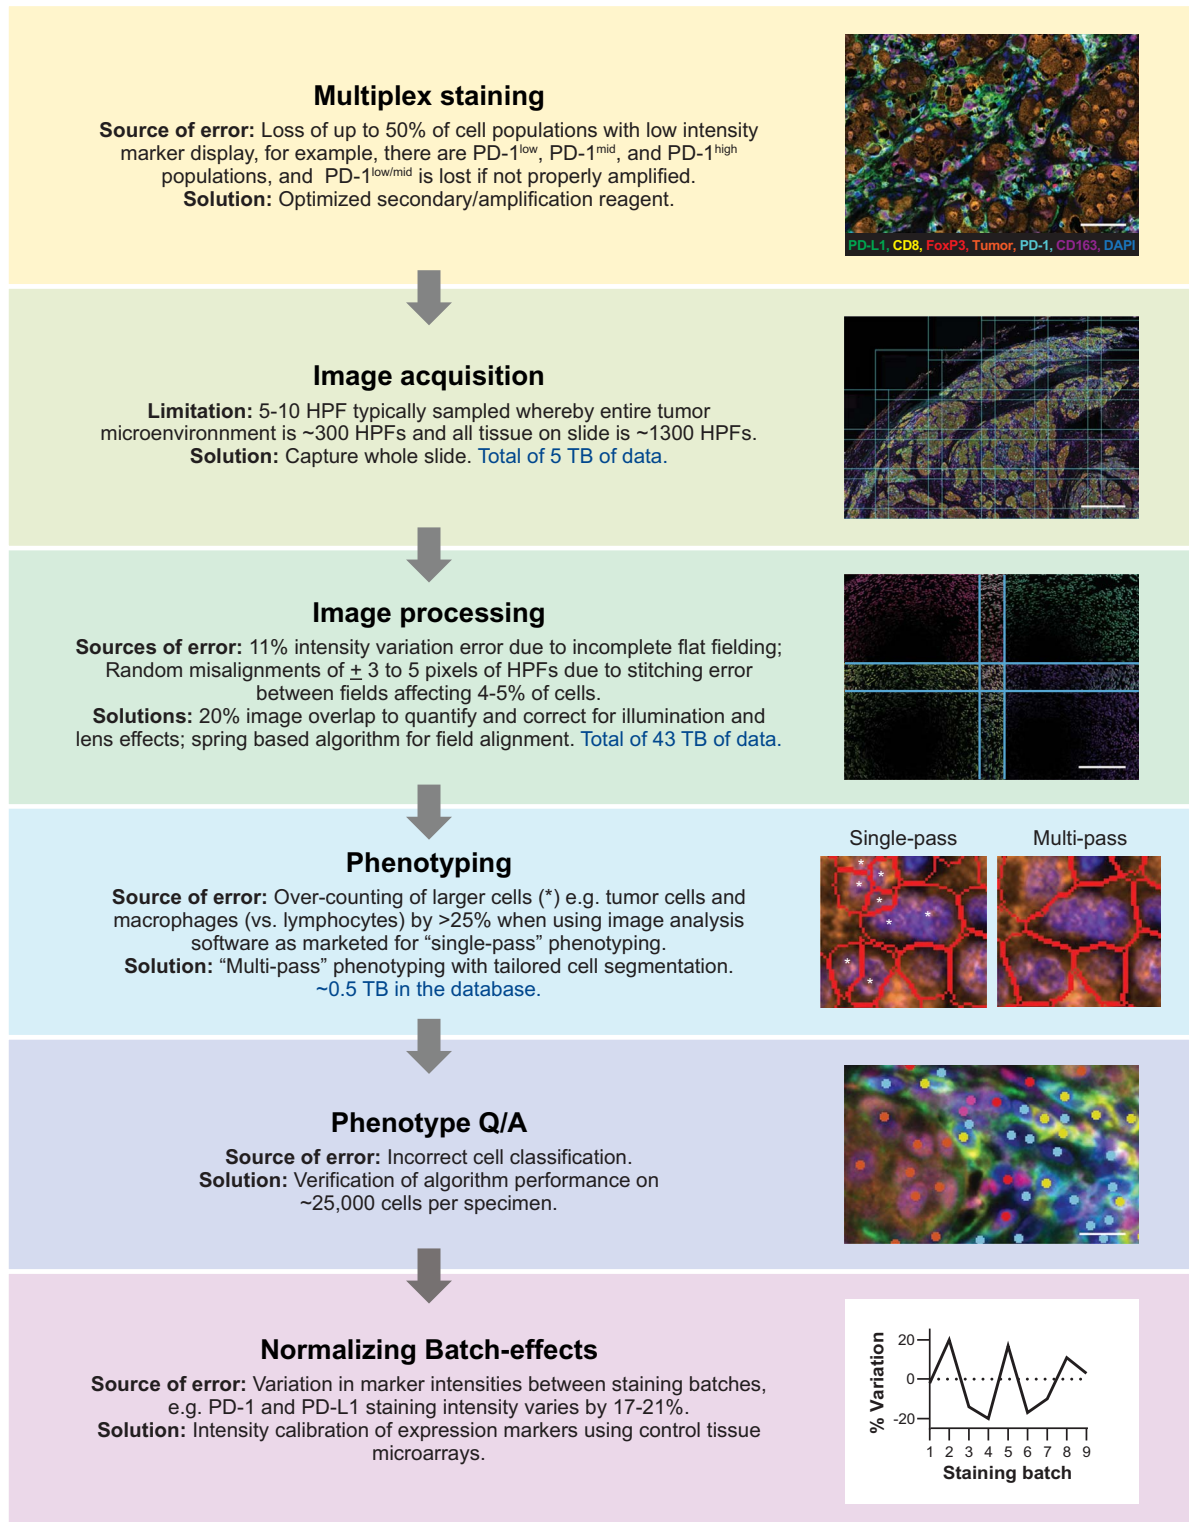 Multiplex staining
Source of error: Loss of up to 50% of cell populations with low intensity
marker display, for example, there are PD-1low, PD-1mid, and PD-1high
populations, and PD-1low/mid is lost if not properly amplified.
Solution: Optimized secondary/amplification reagent.
PD-L1, CD8, FoxP3, Tumor, PD-1, CD163, DAPI
Image acquisition
Limitation: 5-10 HPF typically sampled whereby entire tumor
microenvironnment is ~300 HPFs and all tissue on slide is ~1300 HPFs.
Solution: Capture whole slide. Total of 5 TB of data.
Image processing
Sources of error: 11% intensity variation error due to incomplete flat fielding;
Random misalignments of ± 3 to 5 pixels of HPFs due to stitching error
between fields affecting 4-5% of cells.
Solutions: 20% image overlap to quantify and correct for illumination and
lens effects; spring based algorithm for field alignment. Total of 43 TB of data.
Phenotyping
Source of error: Over-counting of larger cells (*) e.g. tumor cells and
macrophages (vs. lymphocytes) by >25% when using image analysis
software as marketed for “single-pass” phenotyping.
Solution: “Multi-pass” phenotyping with tailored cell segmentation.
~0.5 TB in the database.
Single-pass
Multi-pass
* * * * * * * *
Phenotype Q/A
Source of error: Incorrect cell classification.
Solution: Verification of algorithm performance on
~25,000 cells per specimen.
Normalizing Batch-effects
Source of error: Variation in marker intensities between staining batches,
e.g. PD-1 and PD-L1 staining intensity varies by 17-21%.
Solution: Intensity calibration of expression markers using control tissue
microarrays.
% Variation
20
0
-20
1 2 3 4 5 6 7 8 9
Staining batch